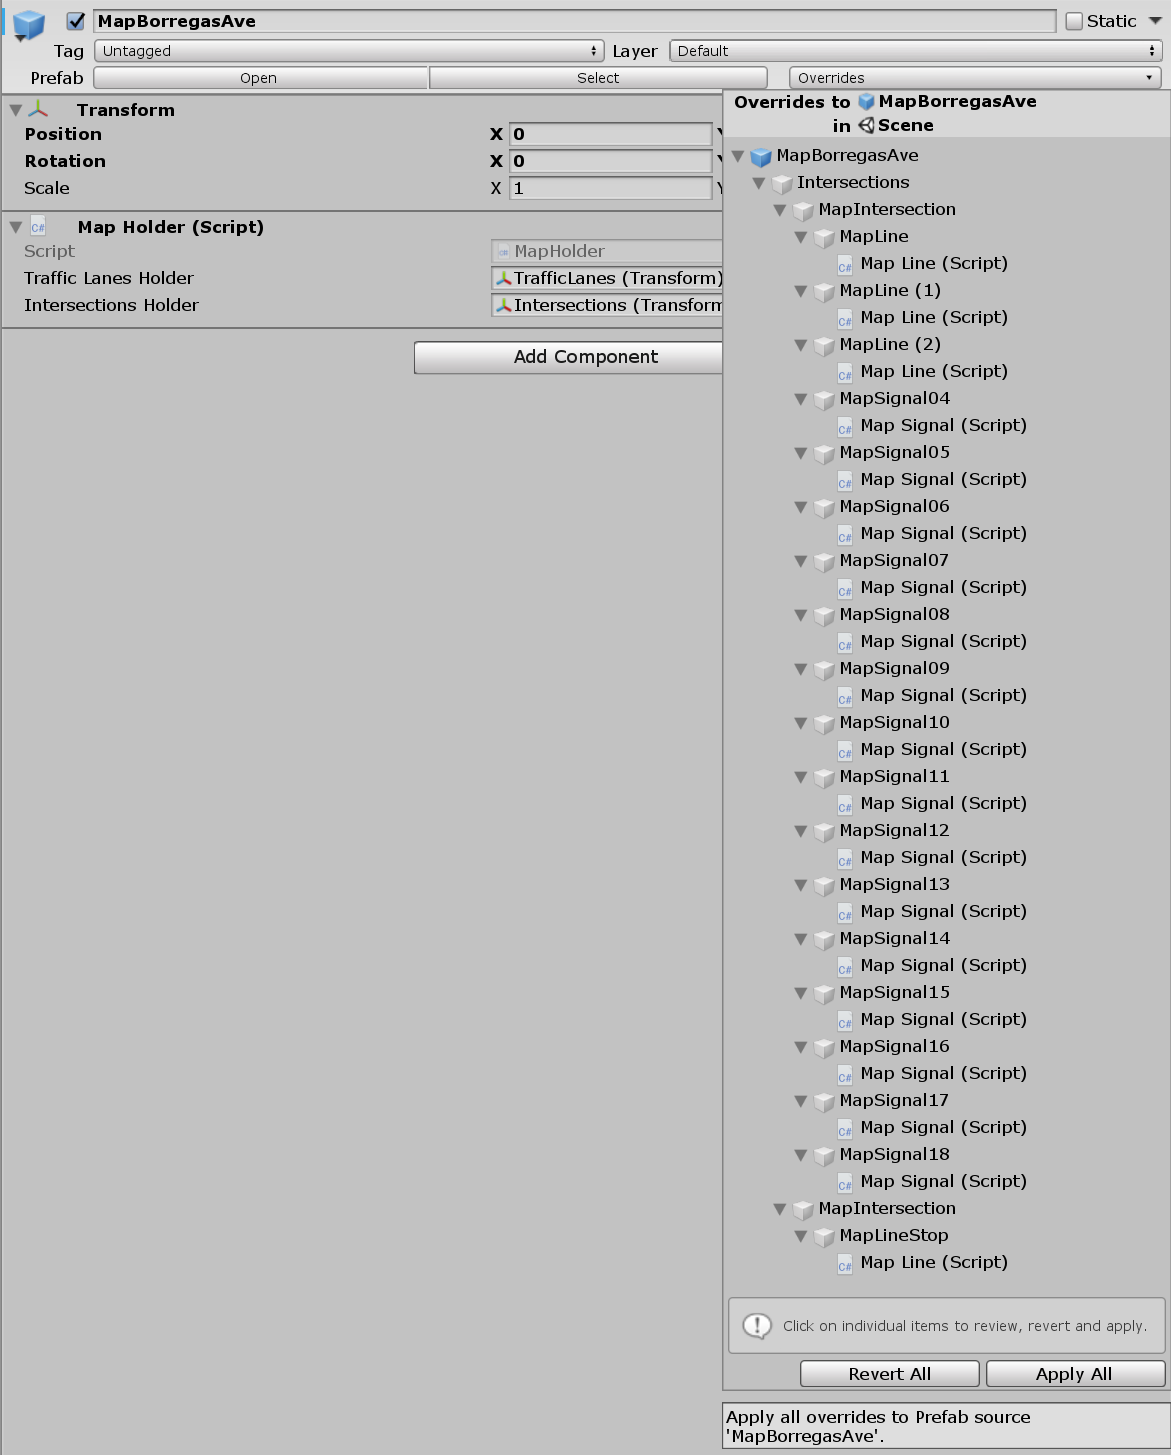 MapBorregasAve
Static
Tag Untagged Layer Default
Prefab Open Select Overrides
Transform
Position X 0
Rotation X 0
Scale X 1
Map Holder (Script)
Script MapHolder
Traffic Lanes Holder TrafficLanes (Transform)
Intersections Holder Intersections (Transform
Add Component
Overrides to MapBorregasAve
in Scene
MapBorregasAve
Intersections
MapIntersection
MapLine
C# Map Line (Script)
MapLine (1)
C# Map Line (Script)
MapLine (2)
C# Map Line (Script)
MapSignal04
C# Map Signal (Script)
MapSignal05
C# Map Signal (Script)
MapSignal06
C# Map Signal (Script)
MapSignal07
C# Map Signal (Script)
MapSignal08
C# Map Signal (Script)
MapSignal09
C# Map Signal (Script)
MapSignal10
C# Map Signal (Script)
MapSignal11
C# Map Signal (Script)
MapSignal12
C# Map Signal (Script)
MapSignal13
C# Map Signal (Script)
MapSignal14
C# Map Signal (Script)
MapSignal15
C# Map Signal (Script)
MapSignal16
C# Map Signal (Script)
MapSignal17
C# Map Signal (Script)
MapSignal18
C# Map Signal (Script)
MapIntersection
MapLineStop
C# Map Line (Script)
Click on individual items to review, revert and apply.
Revert All Apply All
Apply all overrides to Prefab source
'MapBorregasAve'.